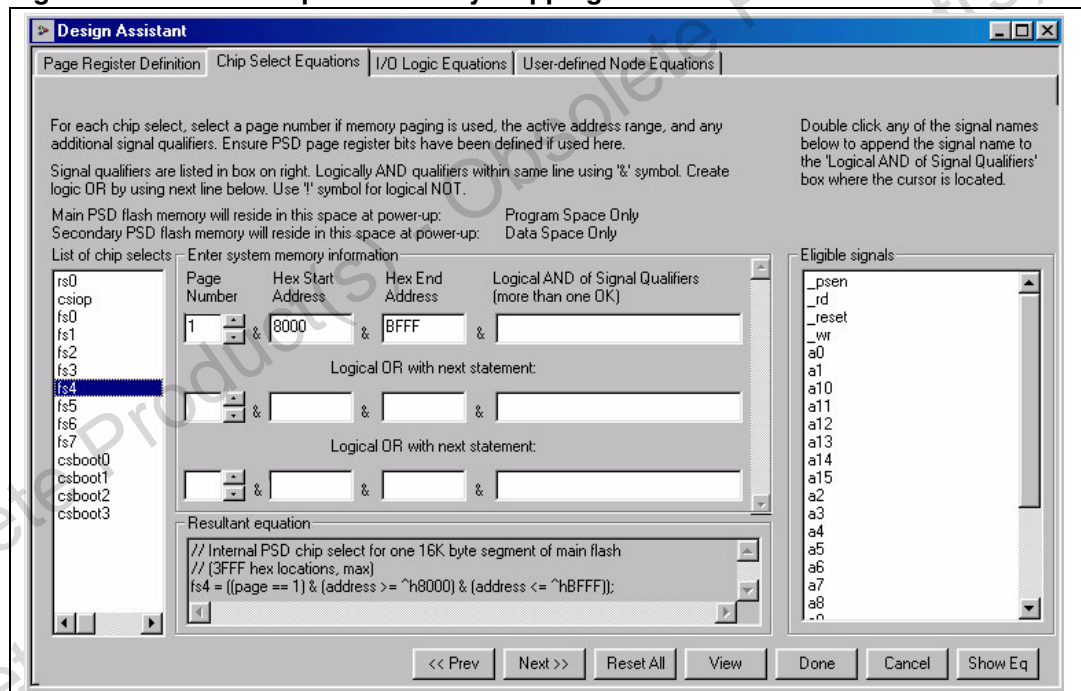 Design Assistant
Page Register Definition Chip Select Equations I/O Logic Equations User-defined Node Equations
For each chip select, select a page number if memory paging is used, the active address range, and any
additional signal qualifiers. Ensure PSD page register bits have been defined if used here.
Signal qualifiers are listed in box on right. Logically AND qualifiers within same line using '&' symbol. Create
logic OR by using next line below. Use '!' symbol for logical NOT.
Main PSD flash memory will reside in this space at power-up: Program Space Only
Secondary PSD flash memory will reside in this space at power-up: Data Space Only
Double click any of the signal names
below to append the signal name to
the 'Logical AND of Signal Qualifiers'
box where the cursor is located.
List of chip selects
rs0
csiop
fs0
fs1
fs2
fs3
fs4
fs5
fs6
fs7
csboot0
csboot1
csboot2
csboot3
Enter system memory information
Page Hex Start Hex End Logical AND of Signal Qualifiers
Number Address Address (more than one OK)
1 & 8000 & BFFF &
Logical OR with next statement:
& & &
Logical OR with next statement:
& & &
Resultant equation
// Internal PSD chip select for one 16K byte segment of main flash
// (3FFF hex locations, max)
fs4 = ((page == 1) & (address >= ^h8000) & (address <= ^hBFFF));
Eligible signals
_psen
_rd
_reset
_wr
a0
a1
a10
a11
a12
a13
a14
a15
a2
a3
a4
a5
a6
a7
a8
<< Prev Next >> Reset All View Done Cancel Show Eq
Product(s) - Obsolete